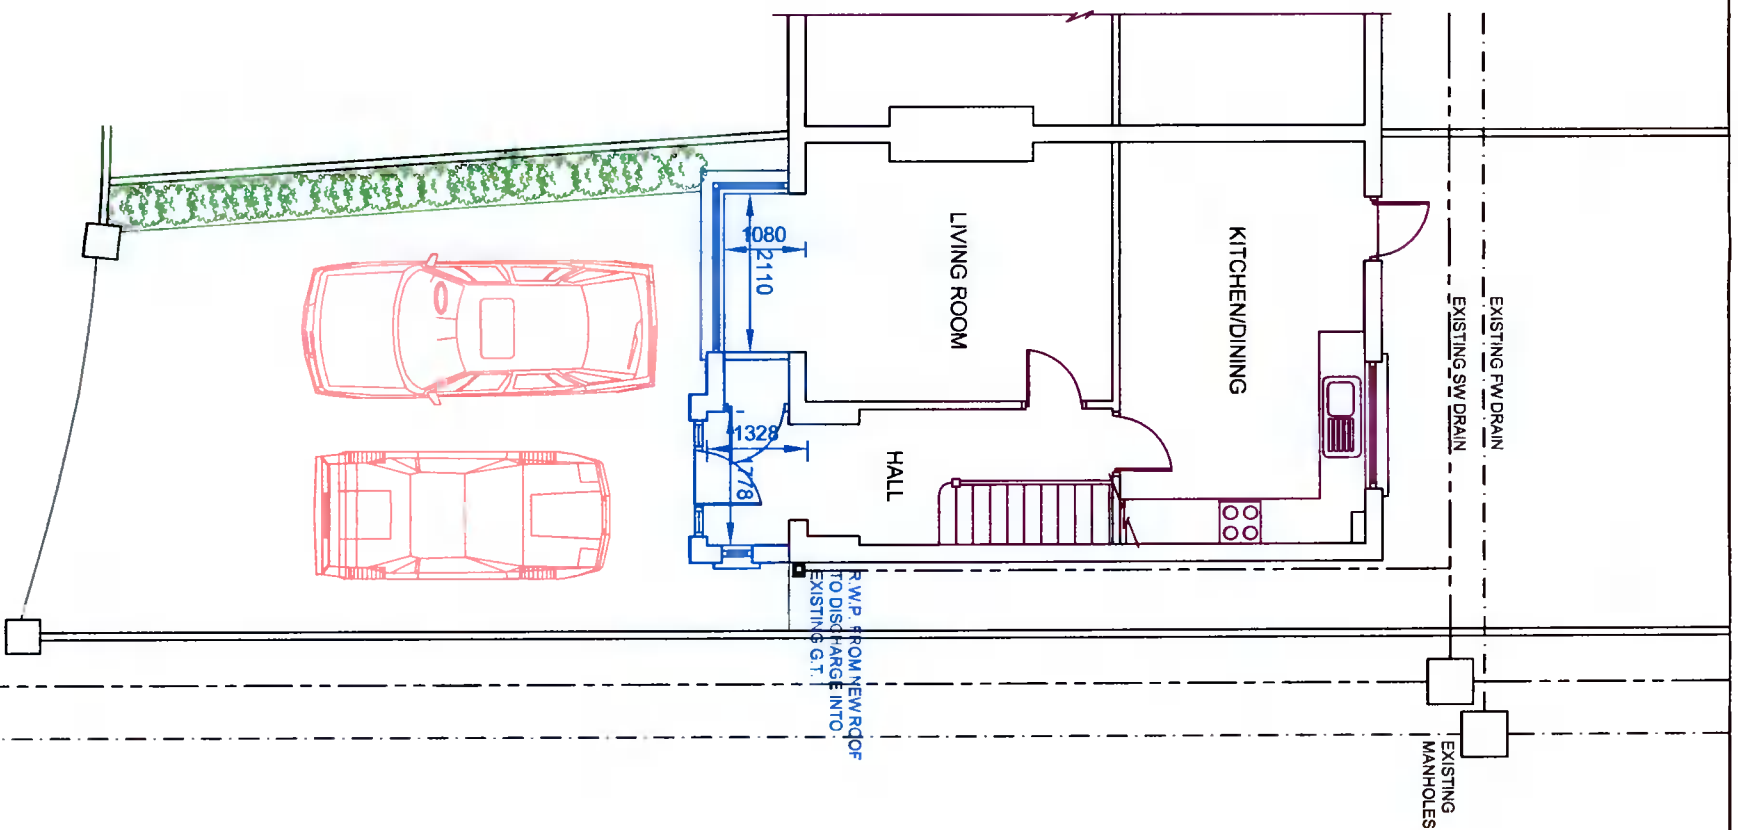 1080
2110
1328
1778
LIVING ROOM
KITCHEN/DINING
HALL
EXISTING FW DRAIN
EXISTING SW DRAIN
R.W.P. FROM NEW ROOF
TO DISCHARGE INTO
EXISTING G.T.
EXISTING
MANHOLES